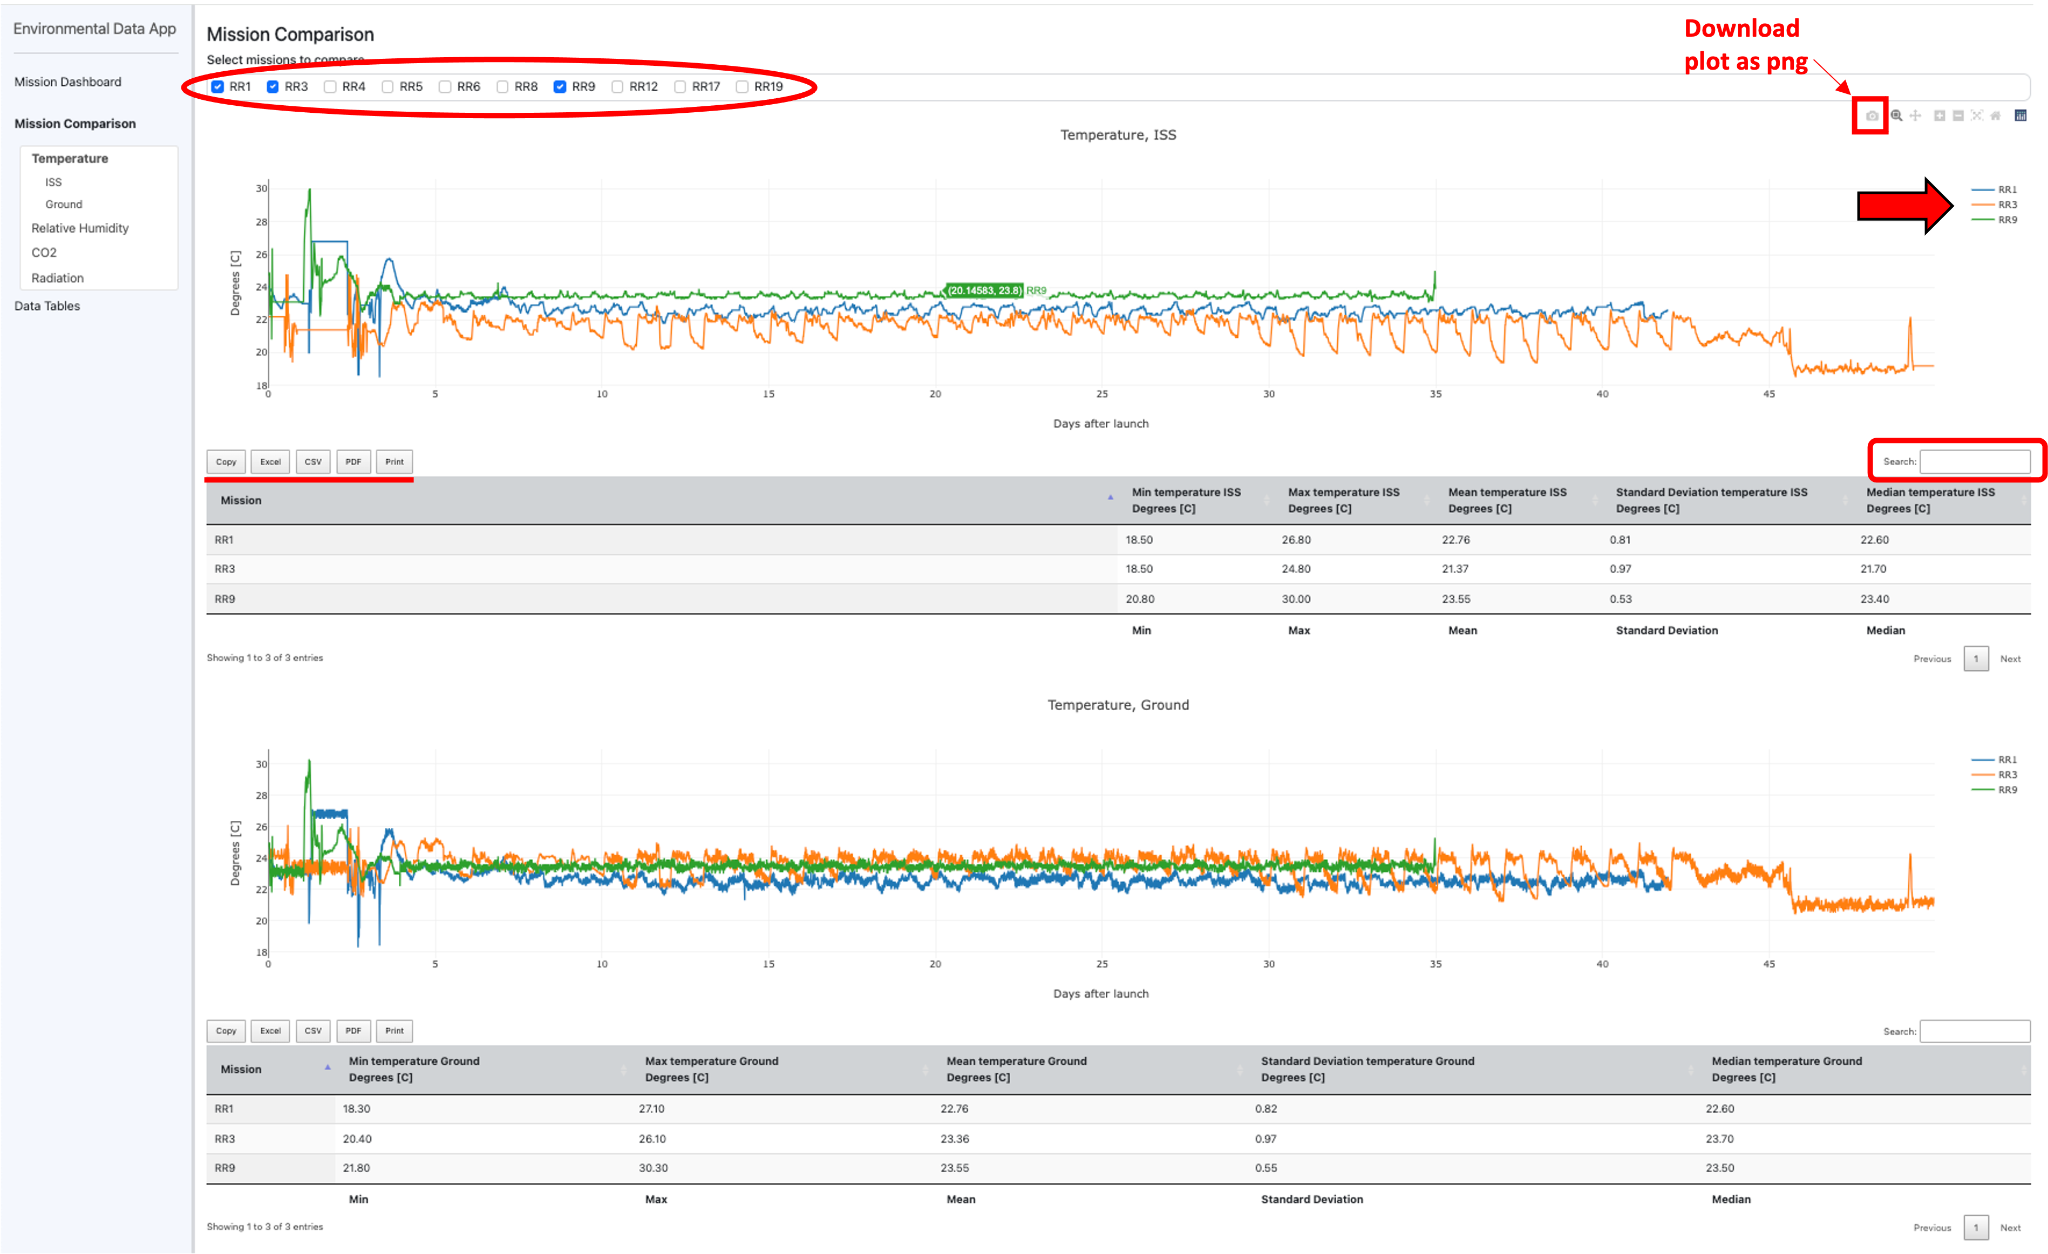 Environmental Data App
Mission Dashboard
Mission Comparison
Temperature
ISS
Ground
Relative Humidity
CO2
Radiation
Data Tables
Mission Comparison
Select missions to compare
RR1 RR3 RR4 RR5 RR6 RR8 RR9 RR12 RR17 RR19
Download
plot as png
Temperature, ISS
30
28
26
24
22
20
18
Degrees [C]
(20.14583, 23.8) RR9
RR1
RR3
RR9
0 5 10 15 20 25 30 35 40 45
Days after launch
Copy Excel CSV PDF Print
Search:
Mission Min temperature ISS Degrees [C] Max temperature ISS Degrees [C] Mean temperature ISS Degrees [C] Standard Deviation temperature ISS Degrees [C] Median temperature ISS Degrees [C]
RR1 18.50 26.80 22.76 0.81 22.60
RR3 18.50 24.80 21.37 0.97 21.70
RR9 20.80 30.00 23.55 0.53 23.40
Min Max Mean Standard Deviation Median
Showing 1 to 3 of 3 entries
Previous 1 Next
Temperature, Ground
30
28
26
24
22
20
18
Degrees [C]
RR1
RR3
RR9
0 5 10 15 20 25 30 35 40 45
Days after launch
Copy Excel CSV PDF Print
Search:
Mission Min temperature Ground Degrees [C] Max temperature Ground Degrees [C] Mean temperature Ground Degrees [C] Standard Deviation temperature Ground Degrees [C] Median temperature Ground Degrees [C]
RR1 18.30 27.10 22.76 0.82 22.60
RR3 20.40 26.10 23.36 0.97 23.70
RR9 21.80 30.30 23.55 0.55 23.50
Min Max Mean Standard Deviation Median
Showing 1 to 3 of 3 entries
Previous 1 Next